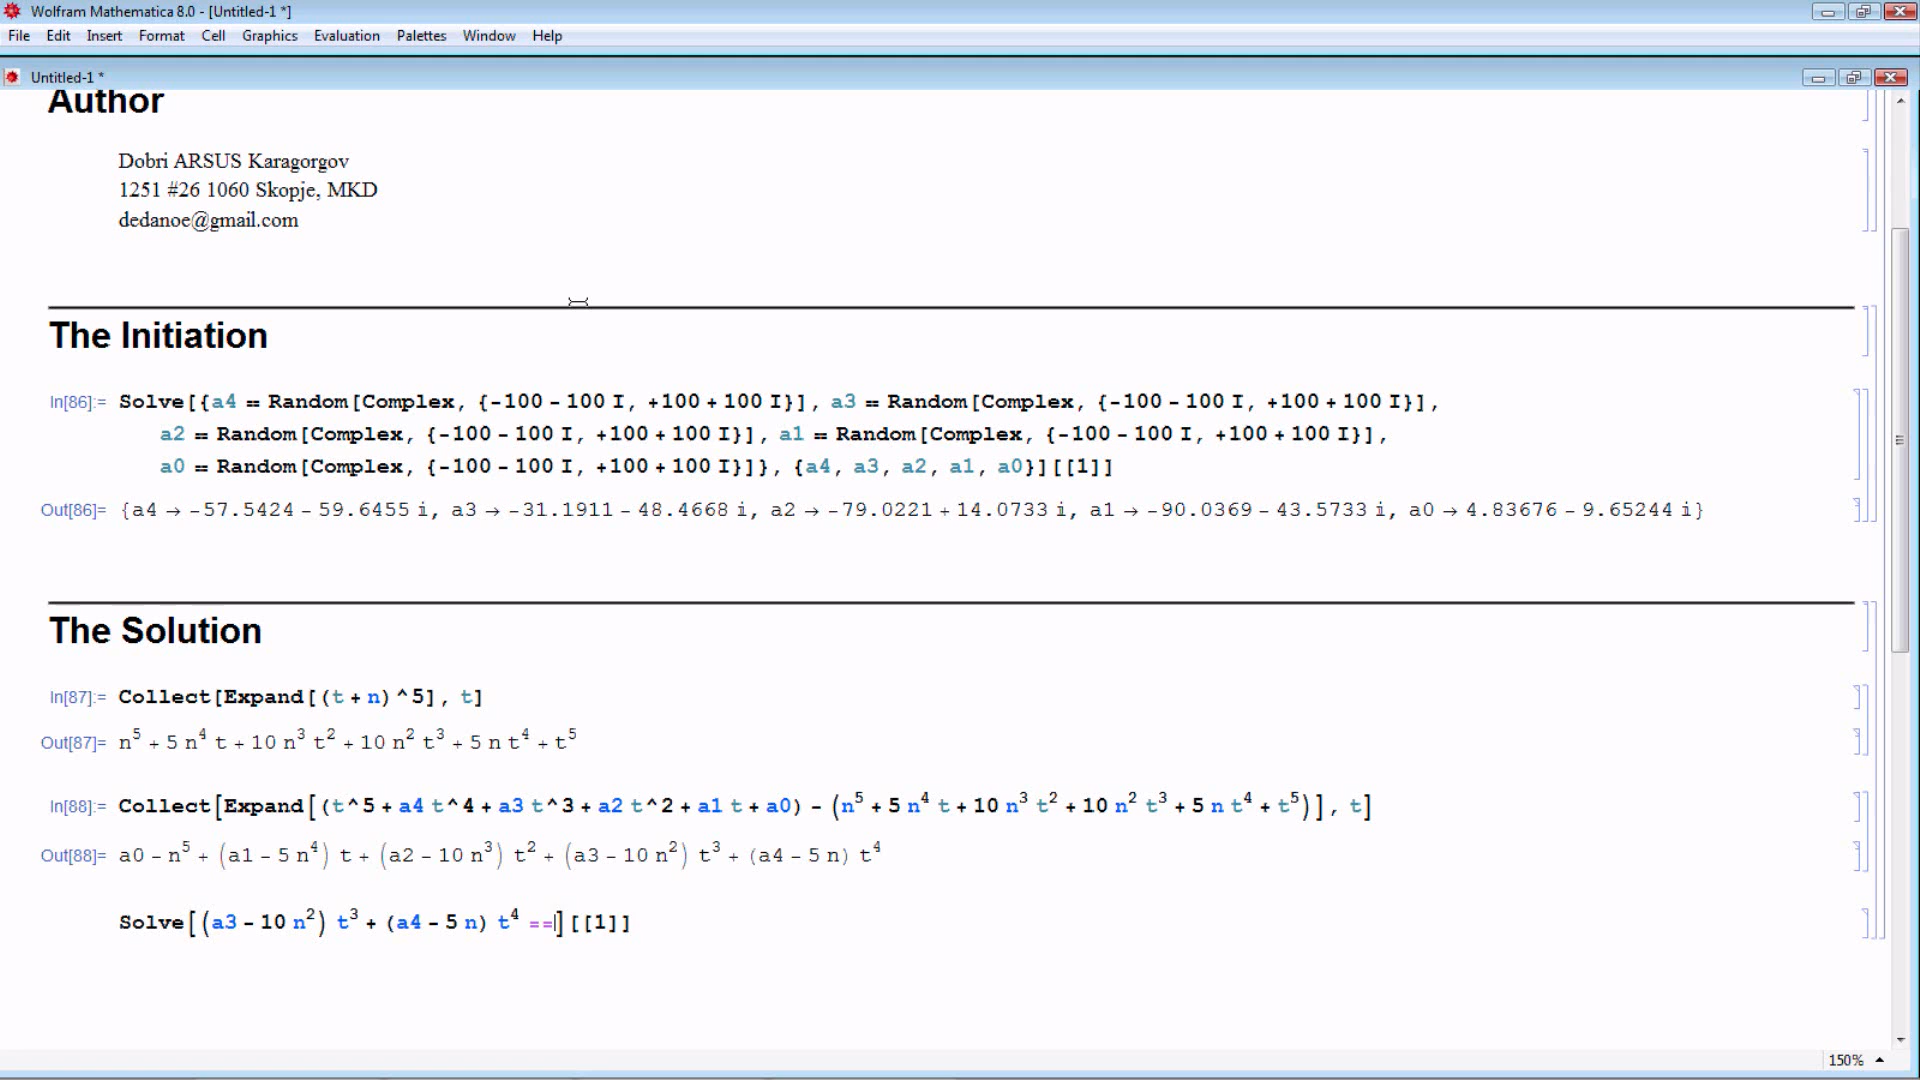 Wolfram Mathematica 8.0 - [Untitled-1 *]
File Edit Insert Format Cell Graphics Evaluation Palettes Window Help
Untitled-1 *
Author
Dobri ARSUS Karagorgov
1251 #26 1060 Skopje, MKD
dedanoe@gmail.com
The Initiation
In[86]:= Solve[{a4 == Random[Complex, {-100 - 100 I, +100 + 100 I}], a3 == Random[Complex, {-100 - 100 I, +100 + 100 I}],
a2 == Random[Complex, {-100 - 100 I, +100 + 100 I}], a1 == Random[Complex, {-100 - 100 I, +100 + 100 I}],
a0 == Random[Complex, {-100 - 100 I, +100 + 100 I}]}, {a4, a3, a2, a1, a0}][[1]]
Out[86]= {a4 → -57.5424 - 59.6455 i, a3 → -31.1911 - 48.4668 i, a2 → -79.0221 + 14.0733 i, a1 → -90.0369 - 43.5733 i, a0 → 4.83676 - 9.65244 i}
The Solution
In[87]:= Collect[Expand[(t + n)^5], t]
Out[87]= n⁵ + 5 n⁴ t + 10 n³ t² + 10 n² t³ + 5 n t⁴ + t⁵
In[88]:= Collect[Expand[(t^5 + a4 t^4 + a3 t^3 + a2 t^2 + a1 t + a0) - (n⁵ + 5 n⁴ t + 10 n³ t² + 10 n² t³ + 5 n t⁴ + t⁵)], t]
Out[88]= a0 - n⁵ + (a1 - 5 n⁴) t + (a2 - 10 n³) t² + (a3 - 10 n²) t³ + (a4 - 5 n) t⁴
Solve[(a3 - 10 n²) t³ + (a4 - 5 n) t⁴ ==][[1]]
150%